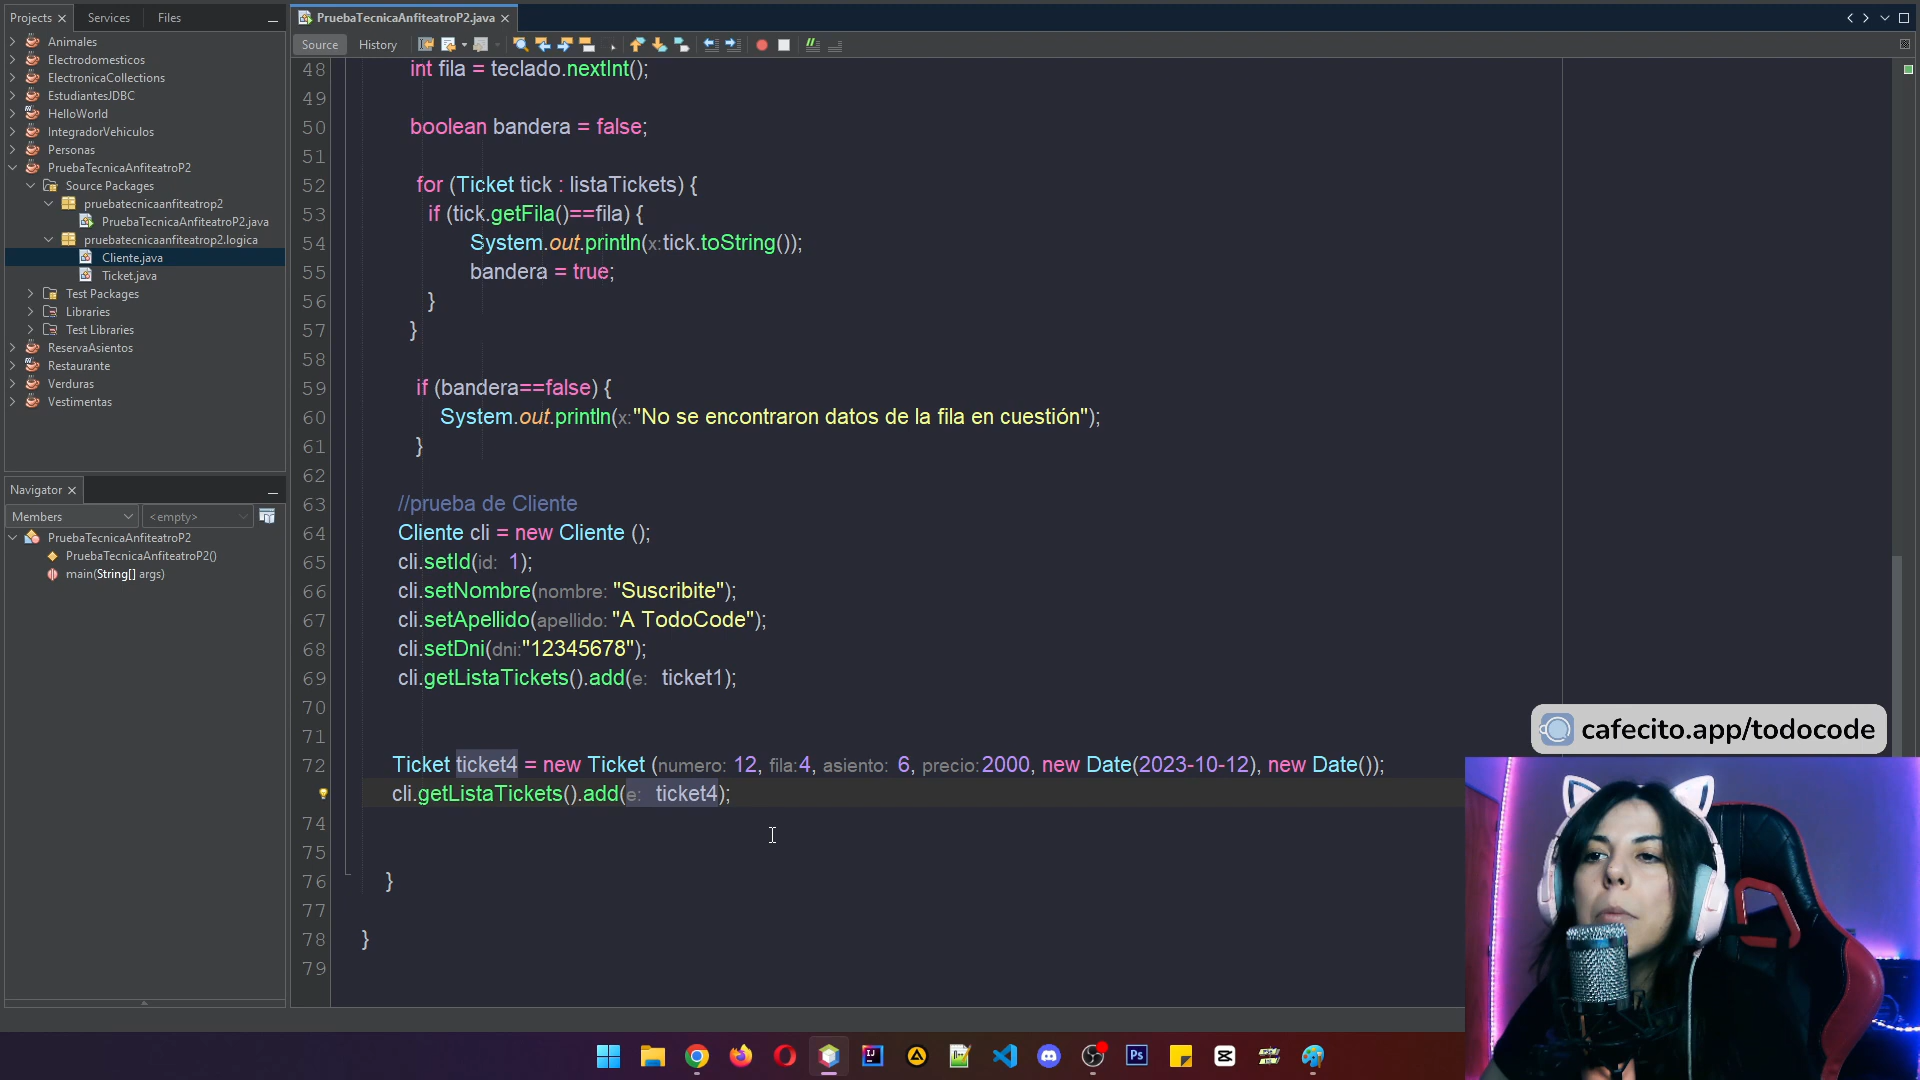 Projects
Services
Files
Animales
Electrodomesticos
ElectronicaCollections
EstudiantesJDBC
HelloWorld
IntegradorVehiculos
Personas
PruebaTecnicaAnfiteatroP2
Source Packages
pruebatecnicaanfiteatrop2
PruebaTecnicaAnfiteatroP2.java
pruebatecnicaanfiteatrop2.logica
Cliente.java
Ticket.java
Test Packages
Libraries
Test Libraries
ReservaAsientos
Restaurante
Verduras
Vestimentas
Navigator
Members
<empty>
PruebaTecnicaAnfiteatroP2
PruebaTecnicaAnfiteatroP2()
main(String[] args)
PruebaTecnicaAnfiteatroP2.java
Source
History
48 int fila = teclado.nextInt();
49
50 boolean bandera = false;
51
52 for (Ticket tick : listaTickets) {
53 if (tick.getFila()==fila) {
54 System.out.println(x:tick.toString());
55 bandera = true;
56 }
57 }
58
59 if (bandera==false) {
60 System.out.println(x:"No se encontraron datos de la fila en cuestión");
61 }
62
63 //prueba de Cliente
64 Cliente cli = new Cliente ();
65 cli.setId(id: 1);
66 cli.setNombre(nombre: "Suscribite");
67 cli.setApellido(apellido: "A TodoCode");
68 cli.setDni(dni:"12345678");
69 cli.getListaTickets().add(e: ticket1);
70
71
72 Ticket ticket4 = new Ticket (numero: 12, fila:4, asiento: 6, precio:2000, new Date(2023-10-12), new Date());
cli.getListaTickets().add(e: ticket4);
74
75
76 }
77
78 }
79
cafecito.app/todocode
Ps